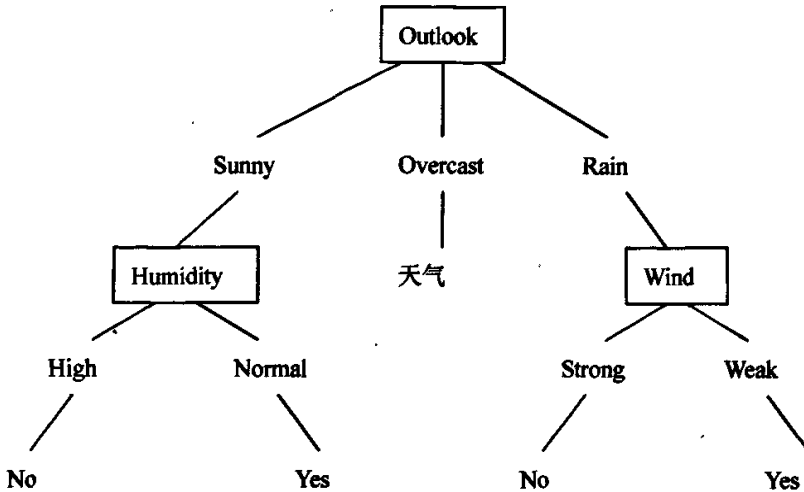 Outlook
Sunny Overcast Rain
Humidity 天气 Wind
High Normal Strong Weak
No Yes No Yes